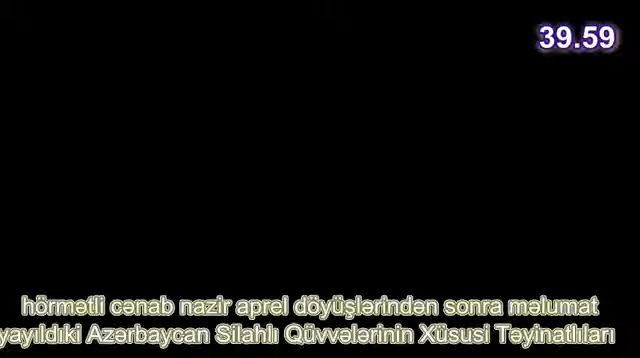 39.59
hörmətli cənab nazir aprel döyüşlərindən sonra məlumat
yayıldıki Azərbaycan Silahlı Qüvvələrinin Xüsusi Təyinatlıları